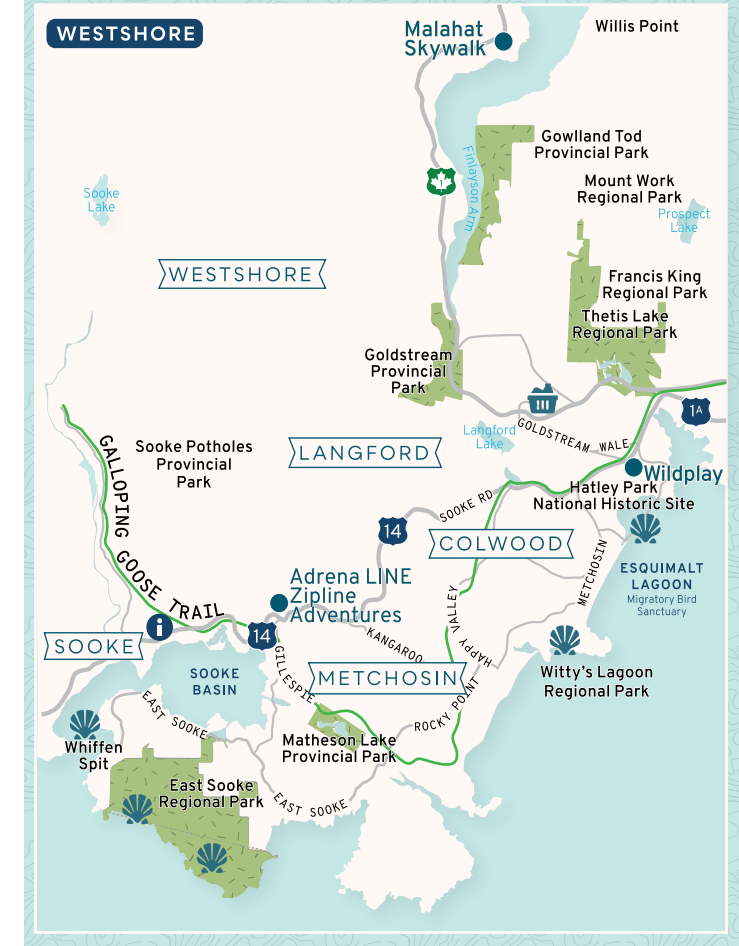 WESTSHORE
Malahat
Skywalk
Willis Point
Gowlland Tod
Provincial Park
Finlayson Arm
1
Mount Work
Regional Park
Prospect
Lake
Sooke
Lake
WESTSHORE
Francis King
Regional Park
Thetis Lake
Regional Park
Goldstream
Provincial
Park
1A
Langford
Lake
GOLDSTREAM WALE
LANGFORD
Sooke Potholes
Provincial
Park
Wildplay
Hatley Park
National Historic Site
GALLOPING GOOSE TRAIL
SOOKE RD
14
COLWOOD
METCHOSIN
ESQUIMALT
LAGOON
Migratory Bird
Sanctuary
Adrena LINE
Zipline
Adventures
HAPPY VALLEY
i
14
KANGAROO
SOOKE
GILLESPIE
METCHOSIN
Witty's Lagoon
Regional Park
SOOKE
BASIN
ROCKY POINT
EAST SOOKE
Whiffen
Spit
Matheson Lake
Provincial Park
East Sooke
Regional Park
EAST SOOKE